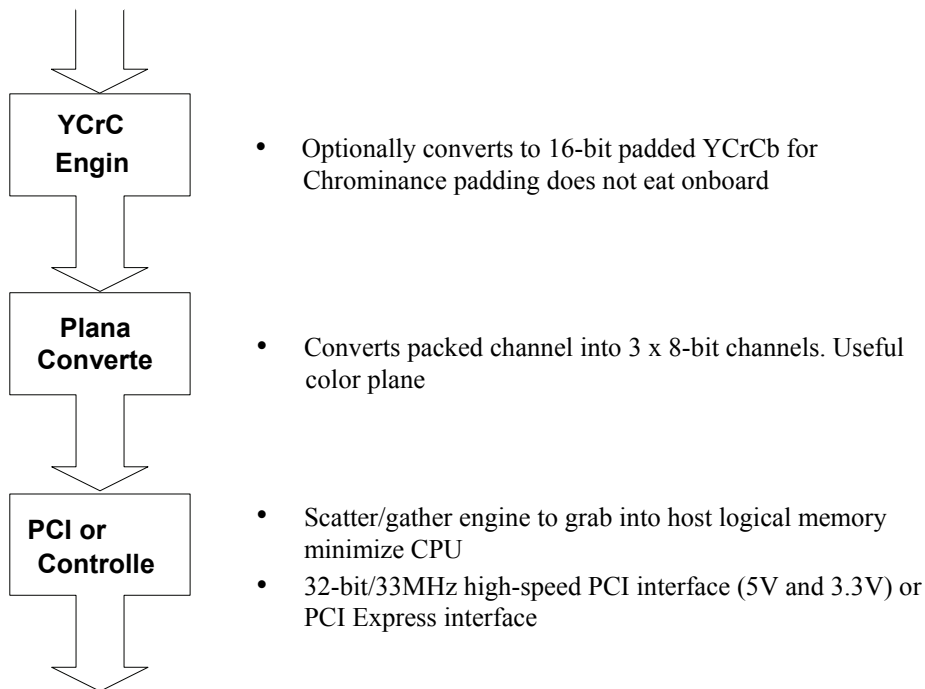 YCrC
Engin
• Optionally converts to 16-bit padded YCrCb for
Chrominance padding does not eat onboard
Plana
Converte
• Converts packed channel into 3 x 8-bit channels. Useful
color plane
PCI or
Controlle
• Scatter/gather engine to grab into host logical memory
minimize CPU
• 32-bit/33MHz high-speed PCI interface (5V and 3.3V) or
PCI Express interface